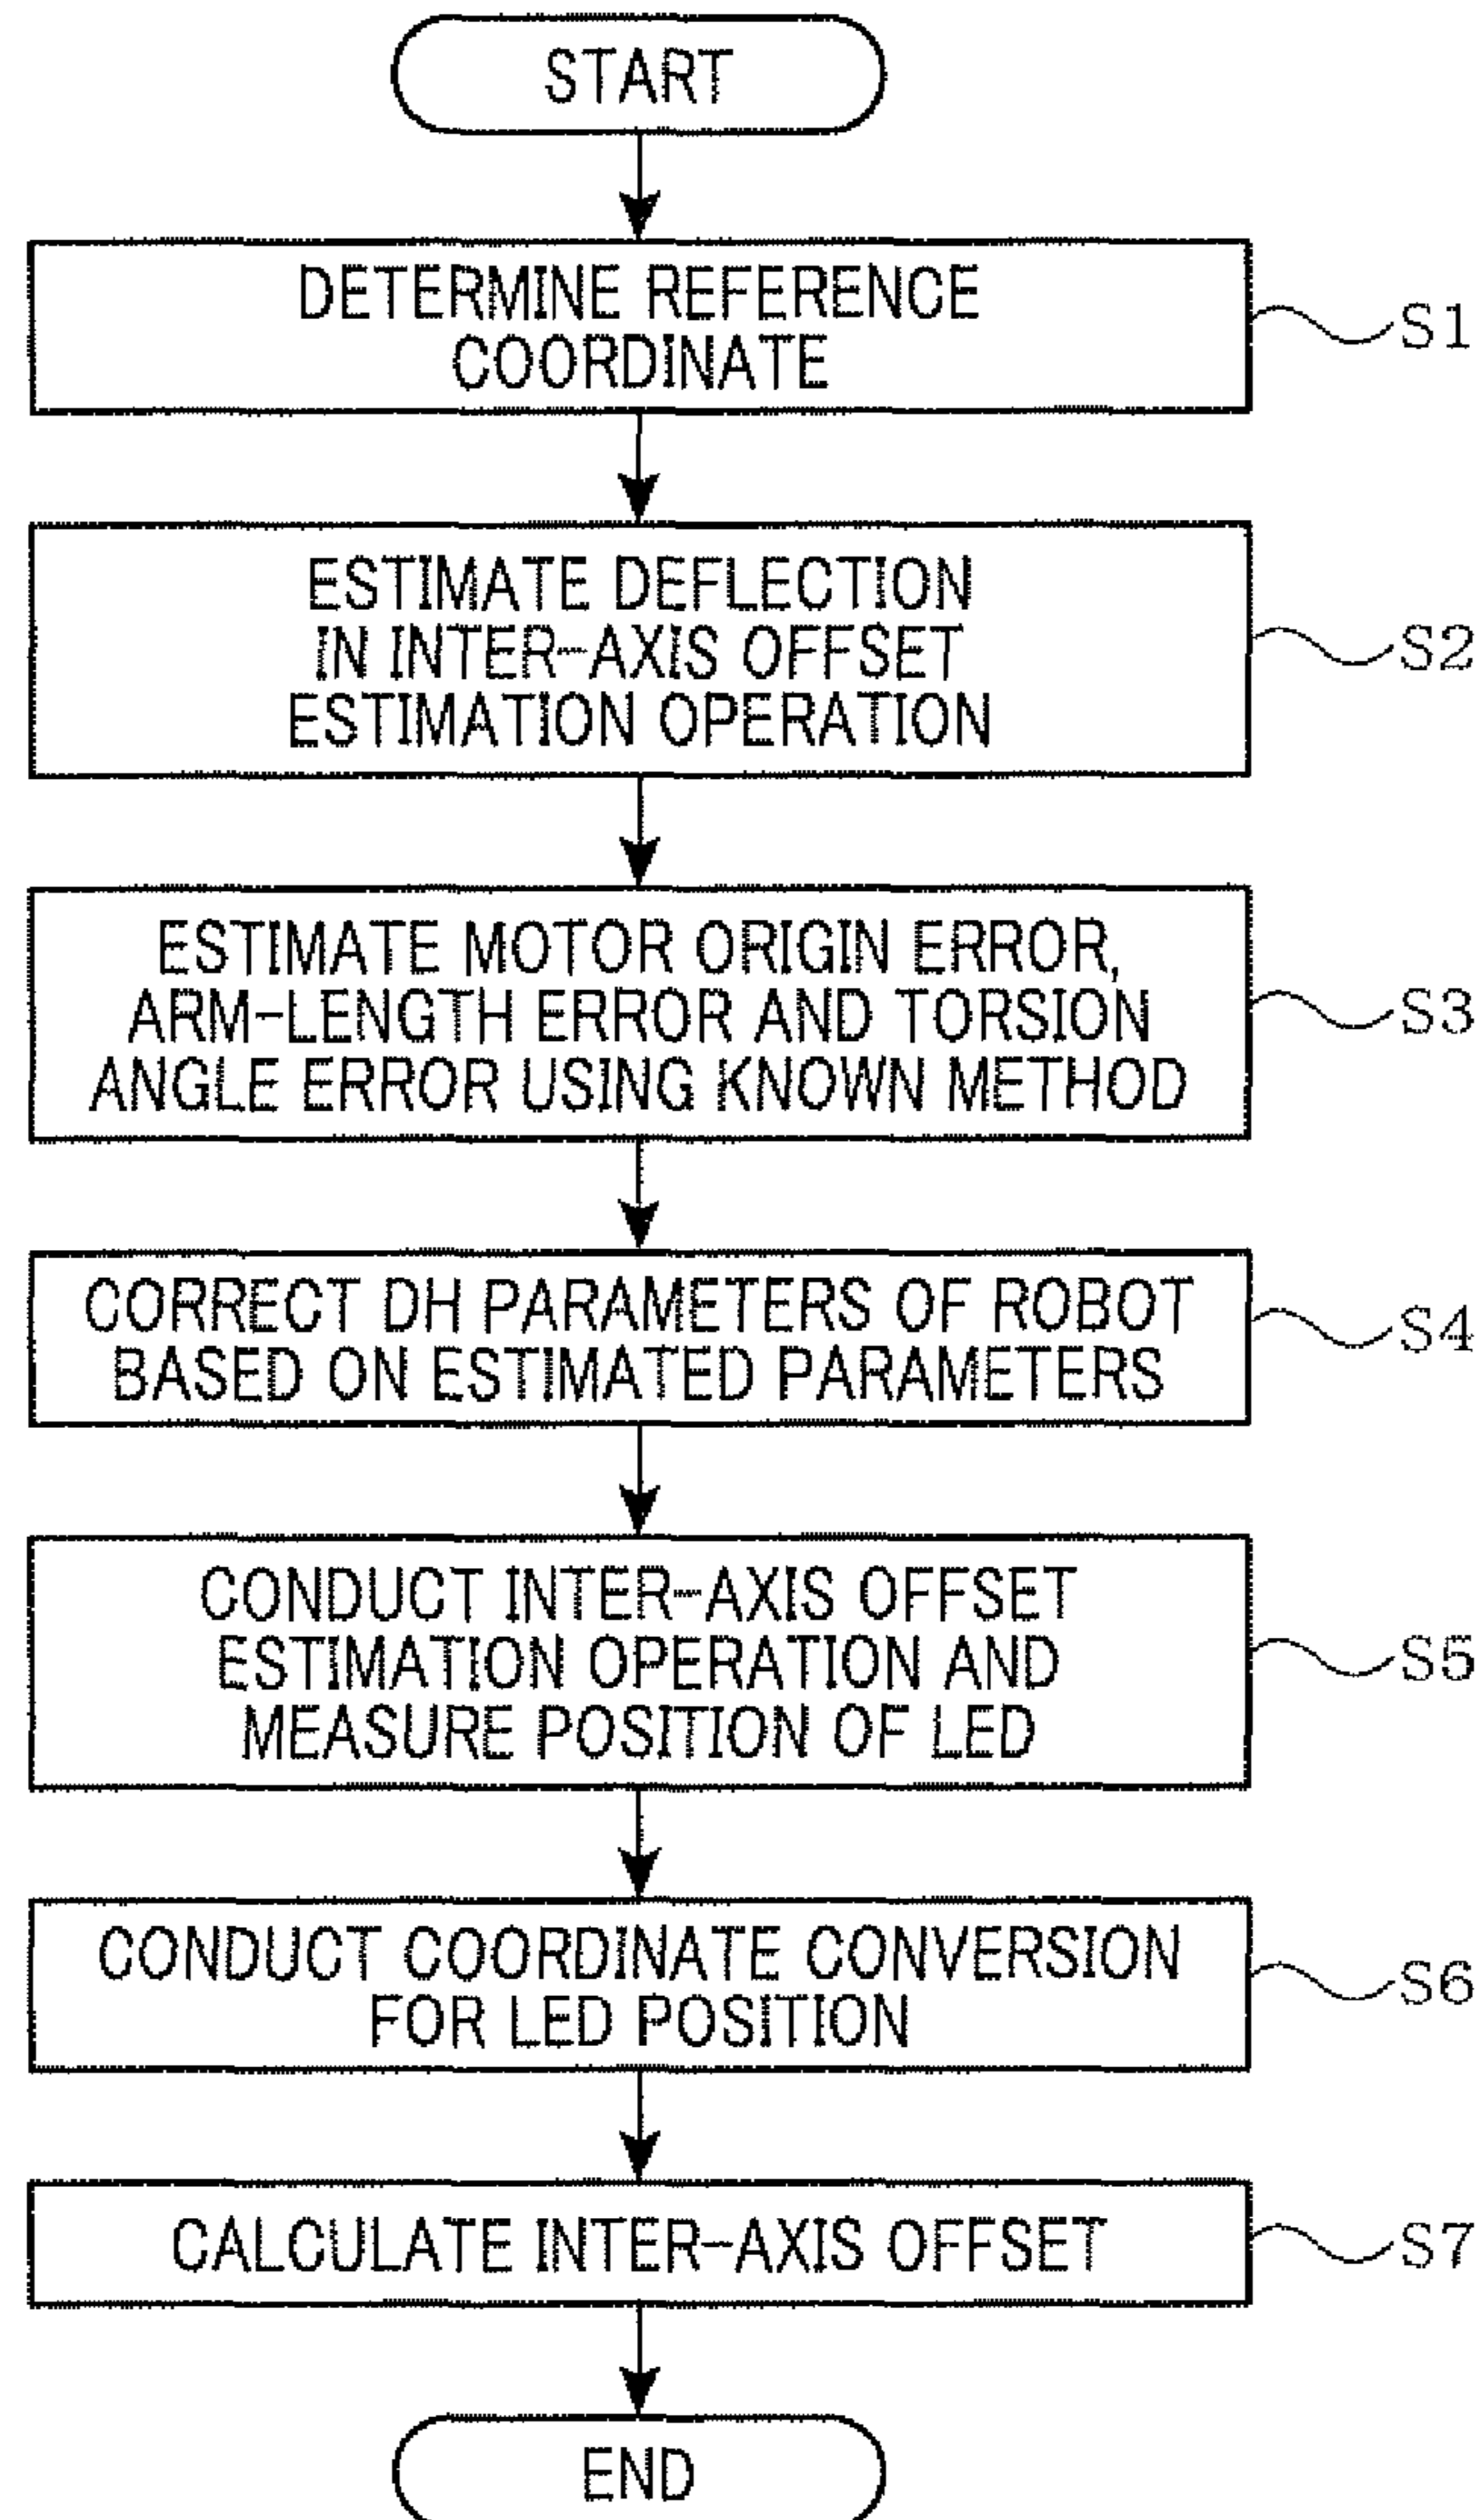 START
DETERMINE REFERENCE
COORDINATE
S1
ESTIMATE DEFLECTION
IN INTER-AXIS OFFSET
ESTIMATION OPERATION
S2
ESTIMATE MOTOR ORIGIN ERROR,
ARM-LENGTH ERROR AND TORSION
ANGLE ERROR USING KNOWN METHOD
S3
CORRECT DH PARAMETERS OF ROBOT
BASED ON ESTIMATED PARAMETERS
S4
CONDUCT INTER-AXIS OFFSET
ESTIMATION OPERATION AND
MEASURE POSITION OF LED
S5
CONDUCT COORDINATE CONVERSION
FOR LED POSITION
S6
CALCULATE INTER-AXIS OFFSET
S7
END